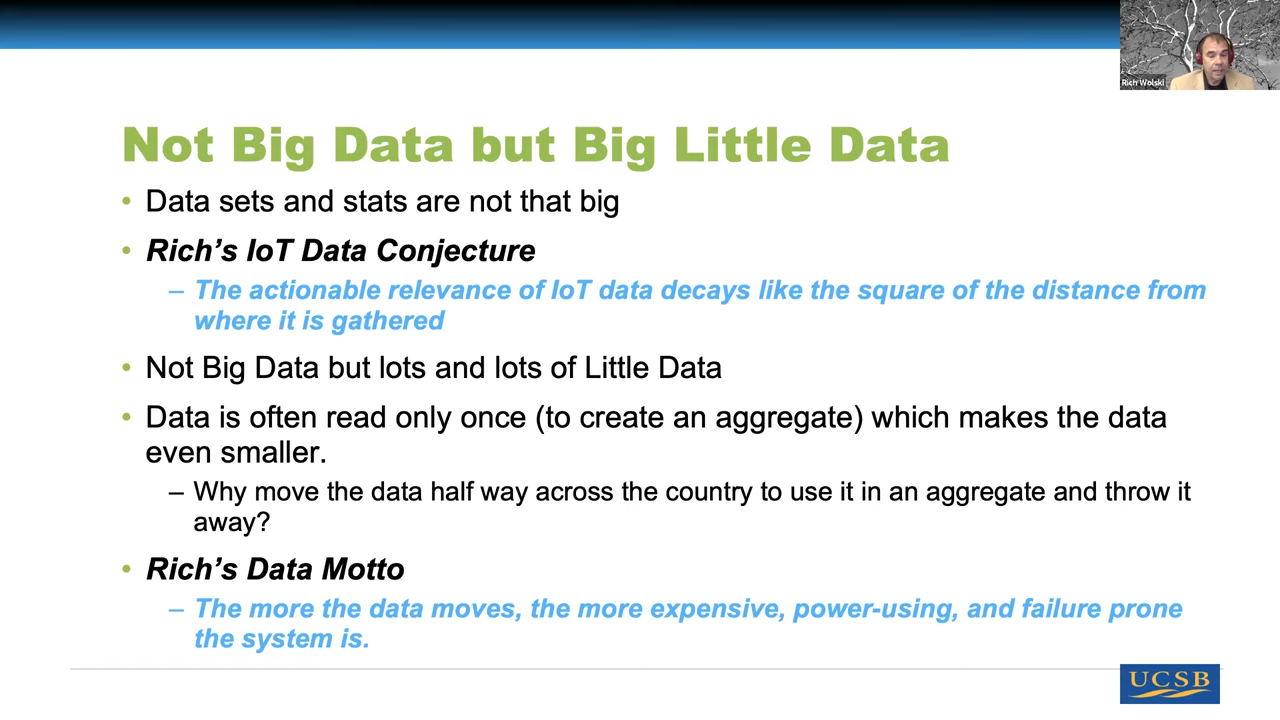 Rich Wolski
Not Big Data but Big Little Data
• Data sets and stats are not that big
• Rich’s IoT Data Conjecture
– The actionable relevance of IoT data decays like the square of the distance from
where it is gathered
• Not Big Data but lots and lots of Little Data
• Data is often read only once (to create an aggregate) which makes the data
even smaller.
– Why move the data half way across the country to use it in an aggregate and throw it
away?
• Rich’s Data Motto
– The more the data moves, the more expensive, power-using, and failure prone
the system is.
UCSB